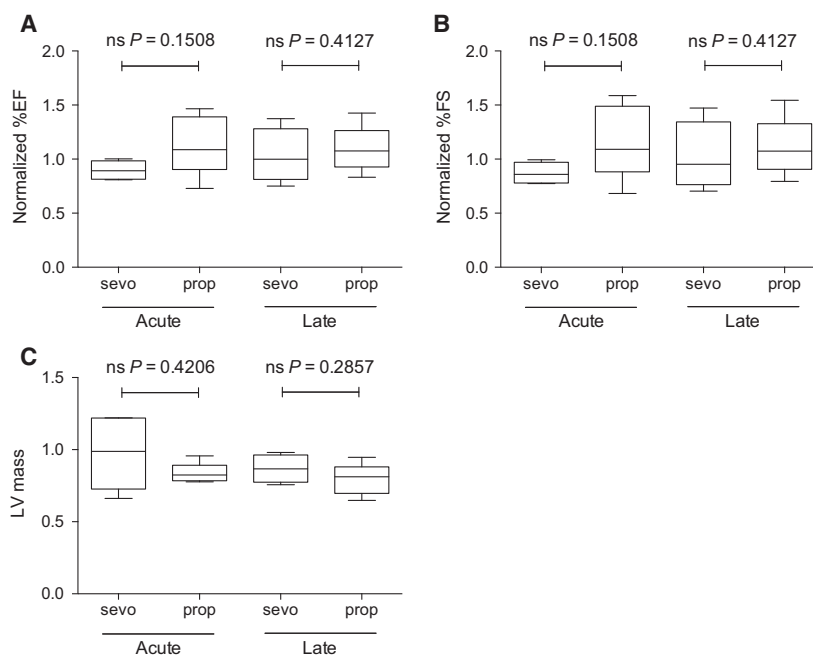 A
ns P = 0.1508 ns P = 0.4127
2.0
1.5
1.0
0.5
0.0
Normalized %EF
sevo prop sevo prop
Acute Late
B
ns P = 0.1508 ns P = 0.4127
2.0
1.5
1.0
0.5
0.0
Normalized %FS
sevo prop sevo prop
Acute Late
C
ns P = 0.4206 ns P = 0.2857
1.5
1.0
0.5
0.0
LV mass
sevo prop sevo prop
Acute Late